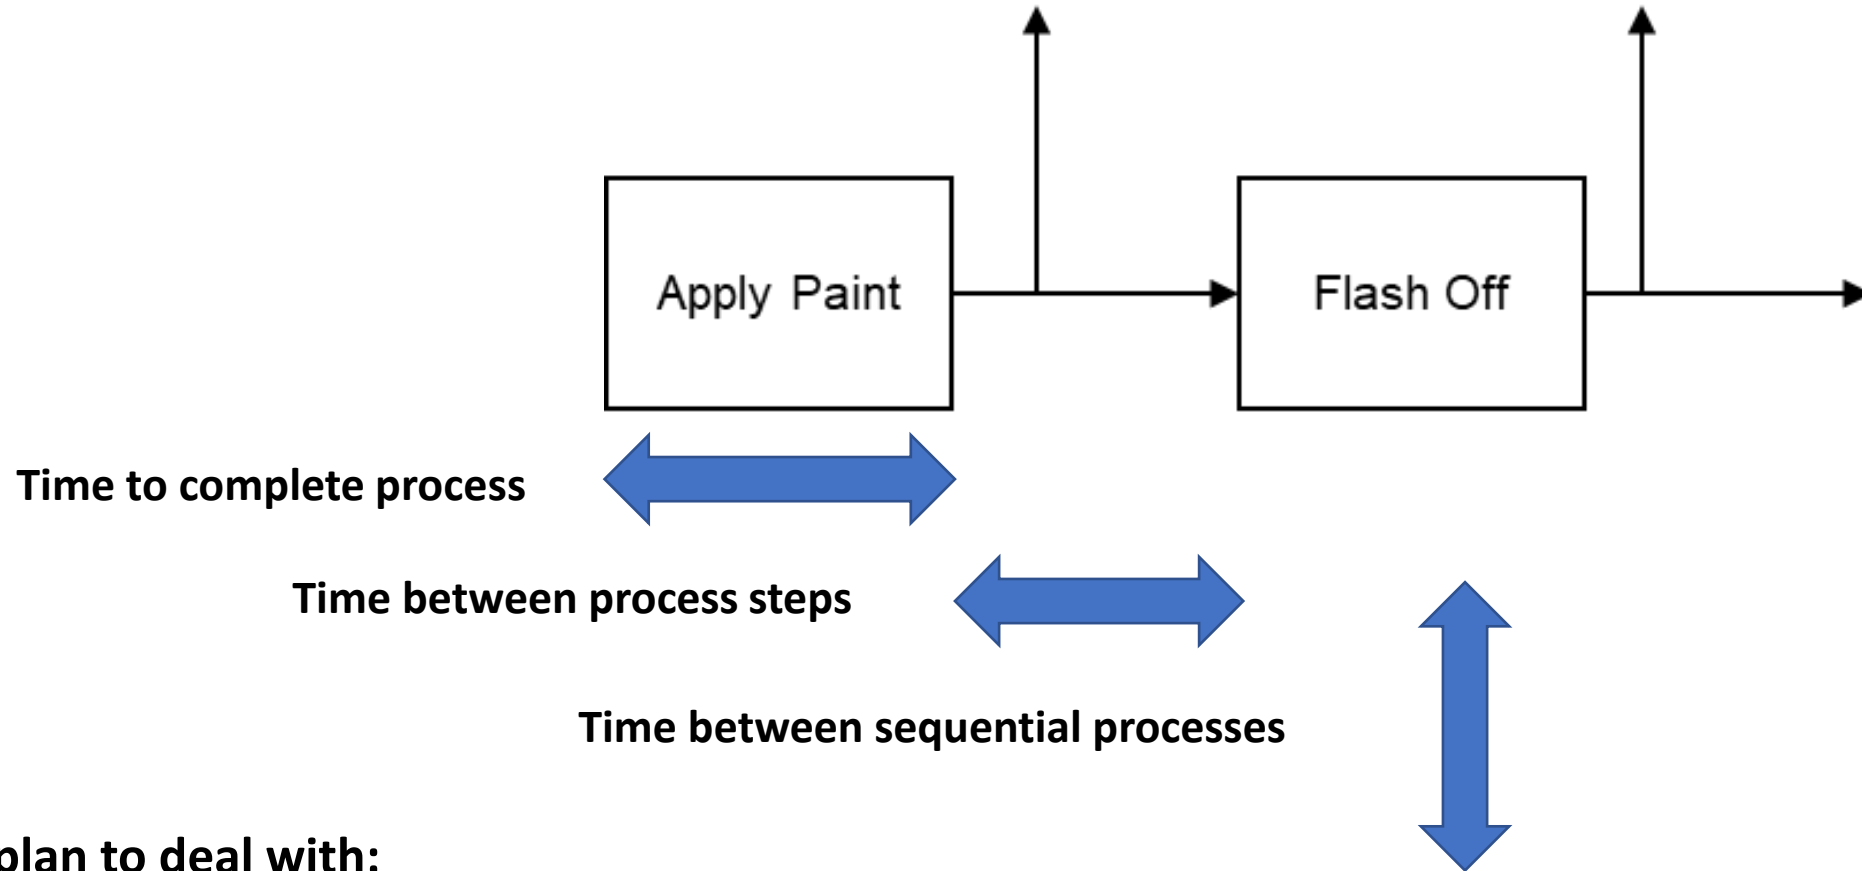 Apply Paint
Flash Off
Time to complete process
Time between process steps
Time between sequential processes
plan to deal with: